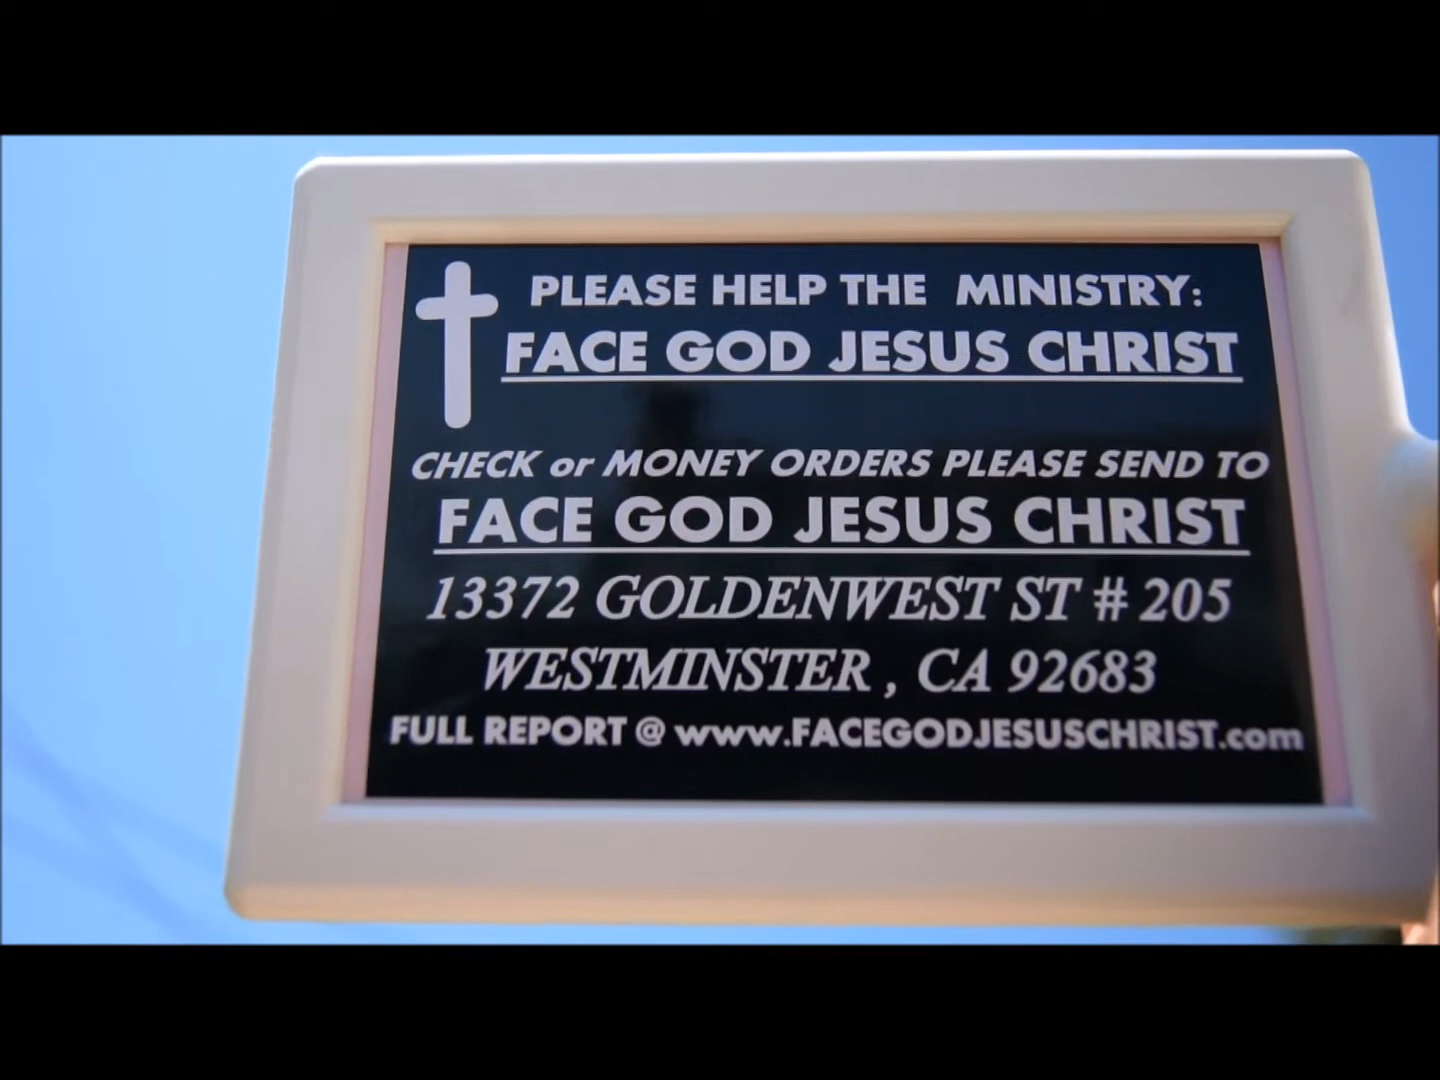 PLEASE HELP THE MINISTRY:
FACE GOD JESUS CHRIST
CHECK or MONEY ORDERS PLEASE SEND TO
FACE GOD JESUS CHRIST
13372 GOLDENWEST ST # 205
WESTMINSTER , CA 92683
FULL REPORT @ www.FACEGODJESUSCHRIST.com